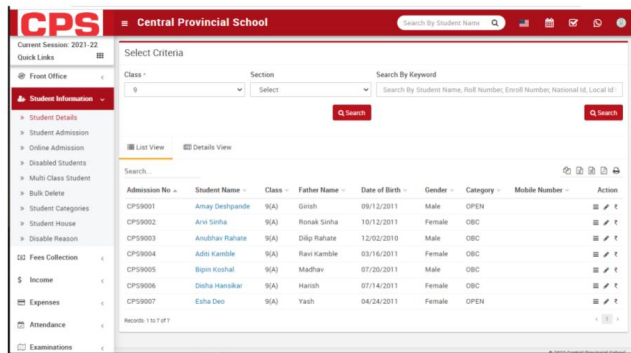 CPS
Central Provincial School
Search By Student Name
Current Session: 2021-22
Quick Links
Front Office
Student Information
Student Details
Student Admission
Online Admission
Disabled Students
Multi Class Student
Bulk Delete
Student Categories
Student House
Disable Reason
Fees Collection
$ Income
Expenses
Attendance
Examinations
Select Criteria
Class *
Section
Search By Keyword
9
Select
Search By Student Name, Roll Number, Enroll Number, National Id, Local Id
Search
Search
List View
Details View
Search...
Admission No Student Name Class Father Name Date of Birth Gender Category Mobile Number Action
CPS9001 Amay Deshpande 9(A) Girish 09/12/2011 Male OPEN ₹
CPS9002 Arvi Sinha 9(A) Ronak Sinha 10/12/2011 Female OBC ₹
CPS9003 Anubhav Rahate 9(A) Dilip Rahate 12/02/2010 Male OBC ₹
CPS9004 Aditi Kamble 9(A) Ravi Kamble 03/16/2011 Female OBC ₹
CPS9005 Bipin Koshal 9(A) Madhav 07/20/2011 Male OBC ₹
CPS9006 Disha Hansikar 9(A) Harish 07/14/2011 Female OBC ₹
CPS9007 Esha Deo 9(A) Yash 04/24/2011 Female OPEN ₹
Records: 1 to 7 of 7
< 1 >
© 2022 Central Provincial School